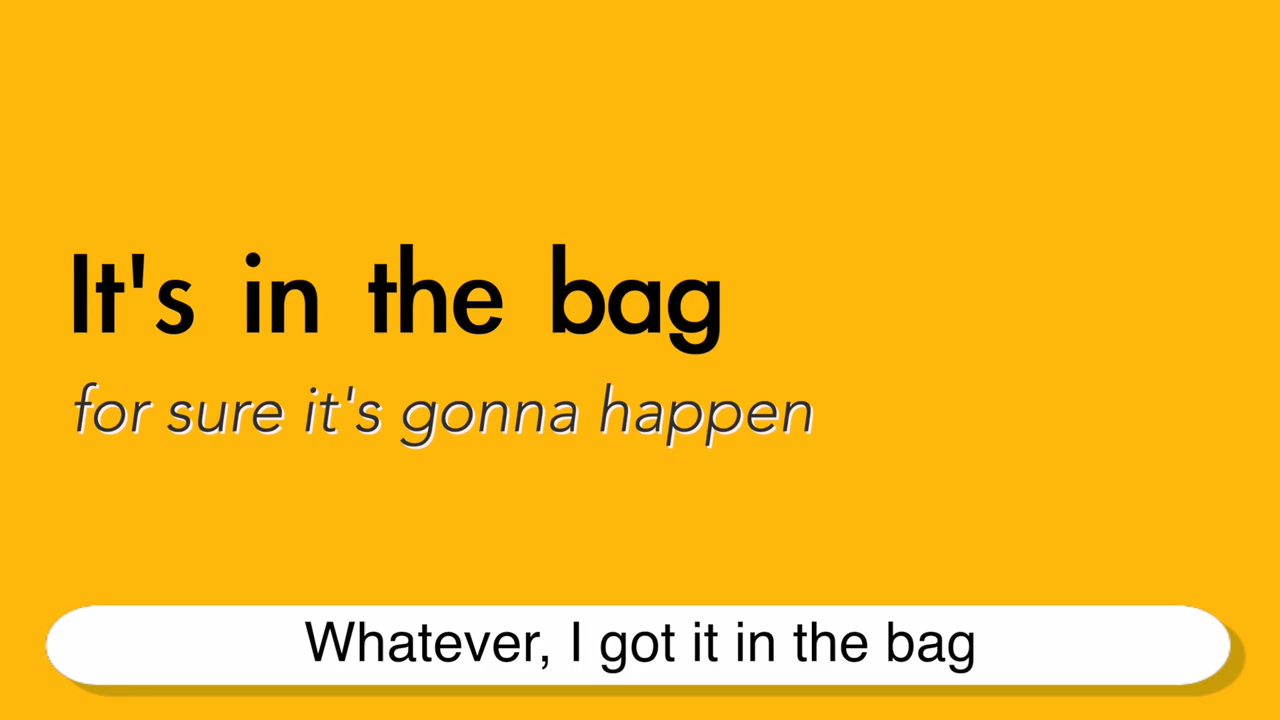 It's in the bag
for sure it's gonna happen
Whatever, I got it in the bag